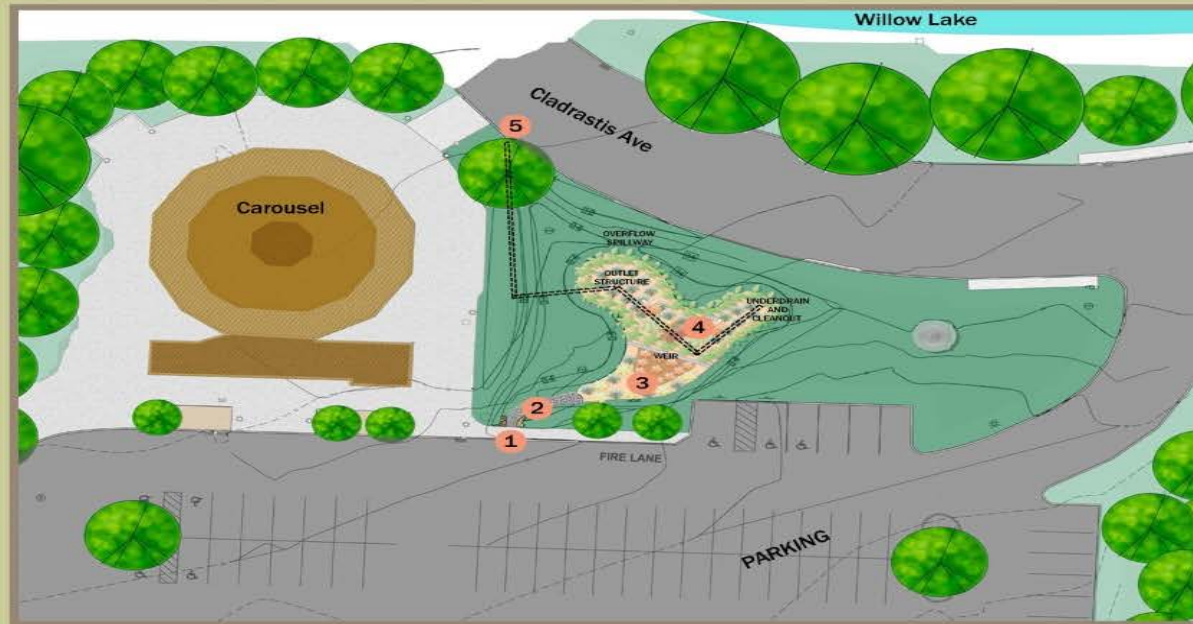 Willow Lake
Cladrastis Ave
5
Carousel
OVERFLOW
SPILLWAY
OUTLET
STRUCTURE
UNDERDRAIN
AND
CLEANOUT
4
WEIR
3
2
1
FIRE LANE
PARKING